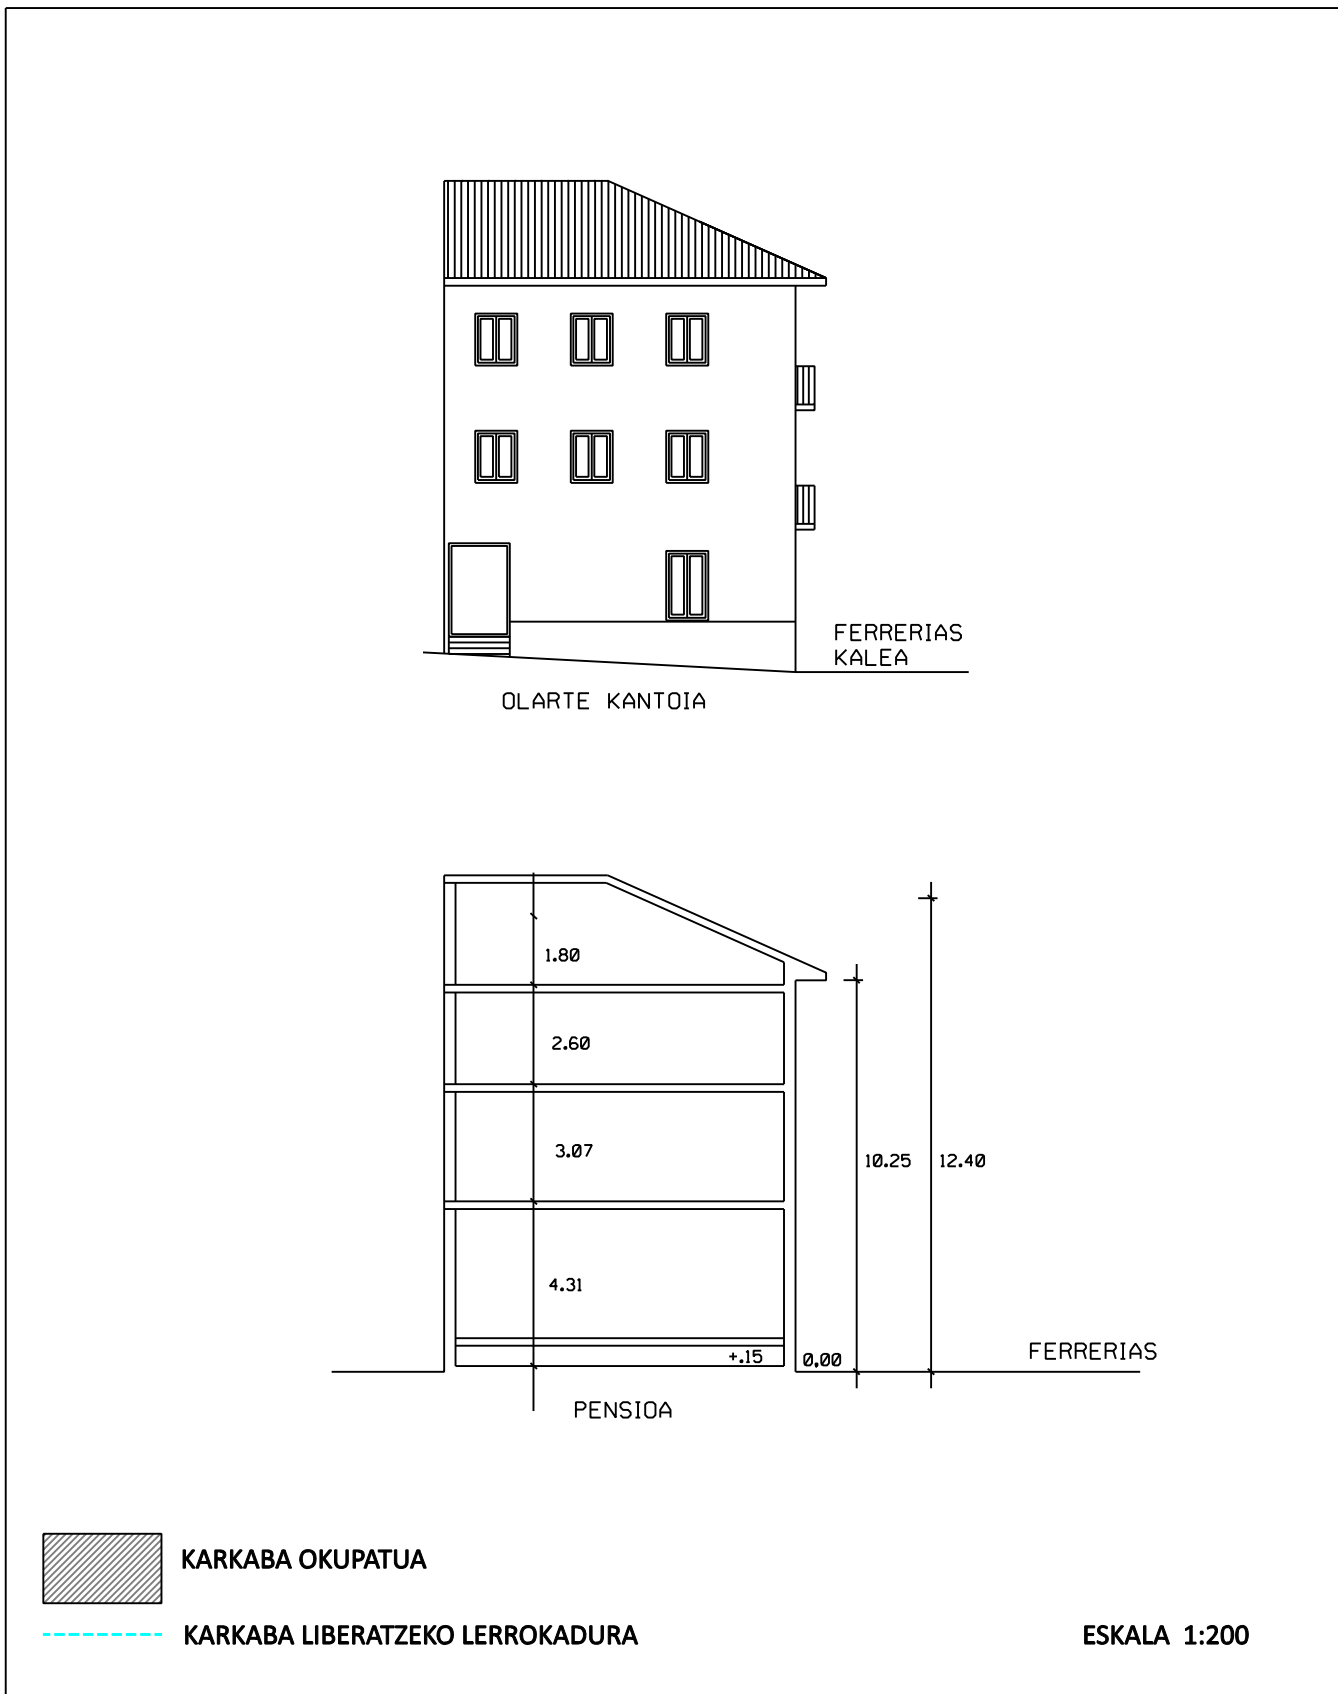 FERRERIAS
KALEA
OLARTE KANTOIA
1.80
2.60
3.07
10.25
12.40
4.31
+.15
0,00
FERRERIAS
PENSIOA
KARKABA OKUPATUA
KARKABA LIBERATZEKO LERROKADURA
ESKALA 1:200